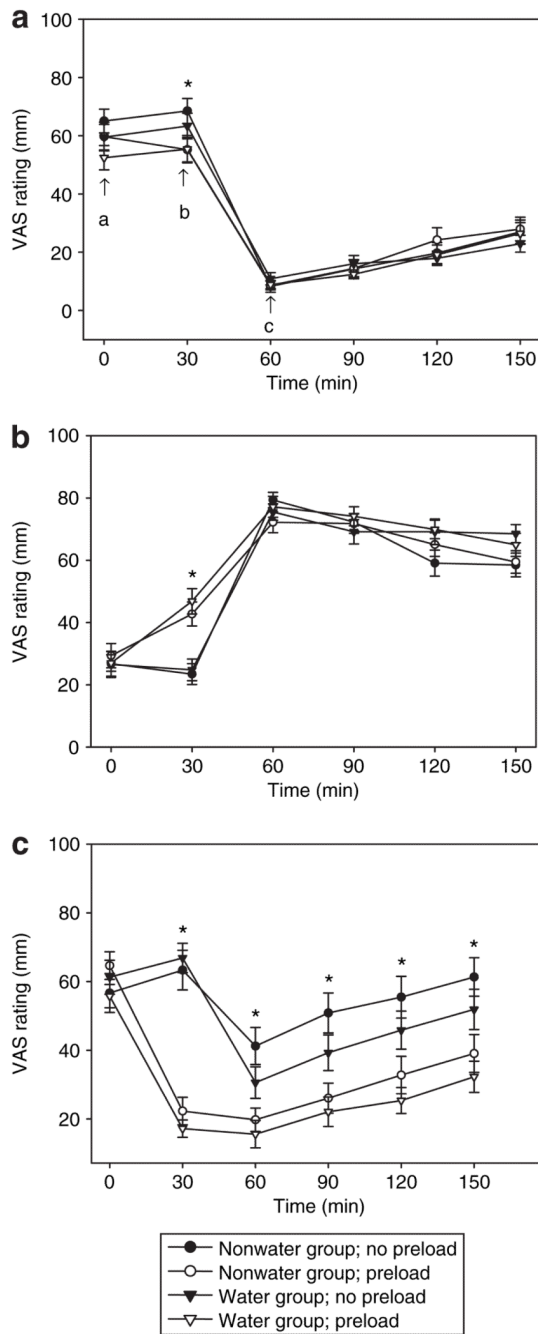 a
100
80
60
40
20
0
VAS rating (mm)
*
a
b
c
0 30 60 90 120 150
Time (min)
b
100
80
60
40
20
0
VAS rating (mm)
*
0 30 60 90 120 150
Time (min)
c
100
80
60
40
20
VAS rating (mm)
* * * * *
0 30 60 90 120 150
Time (min)
Nonwater group; no preload
Nonwater group; preload
Water group; no preload
Water group; preload